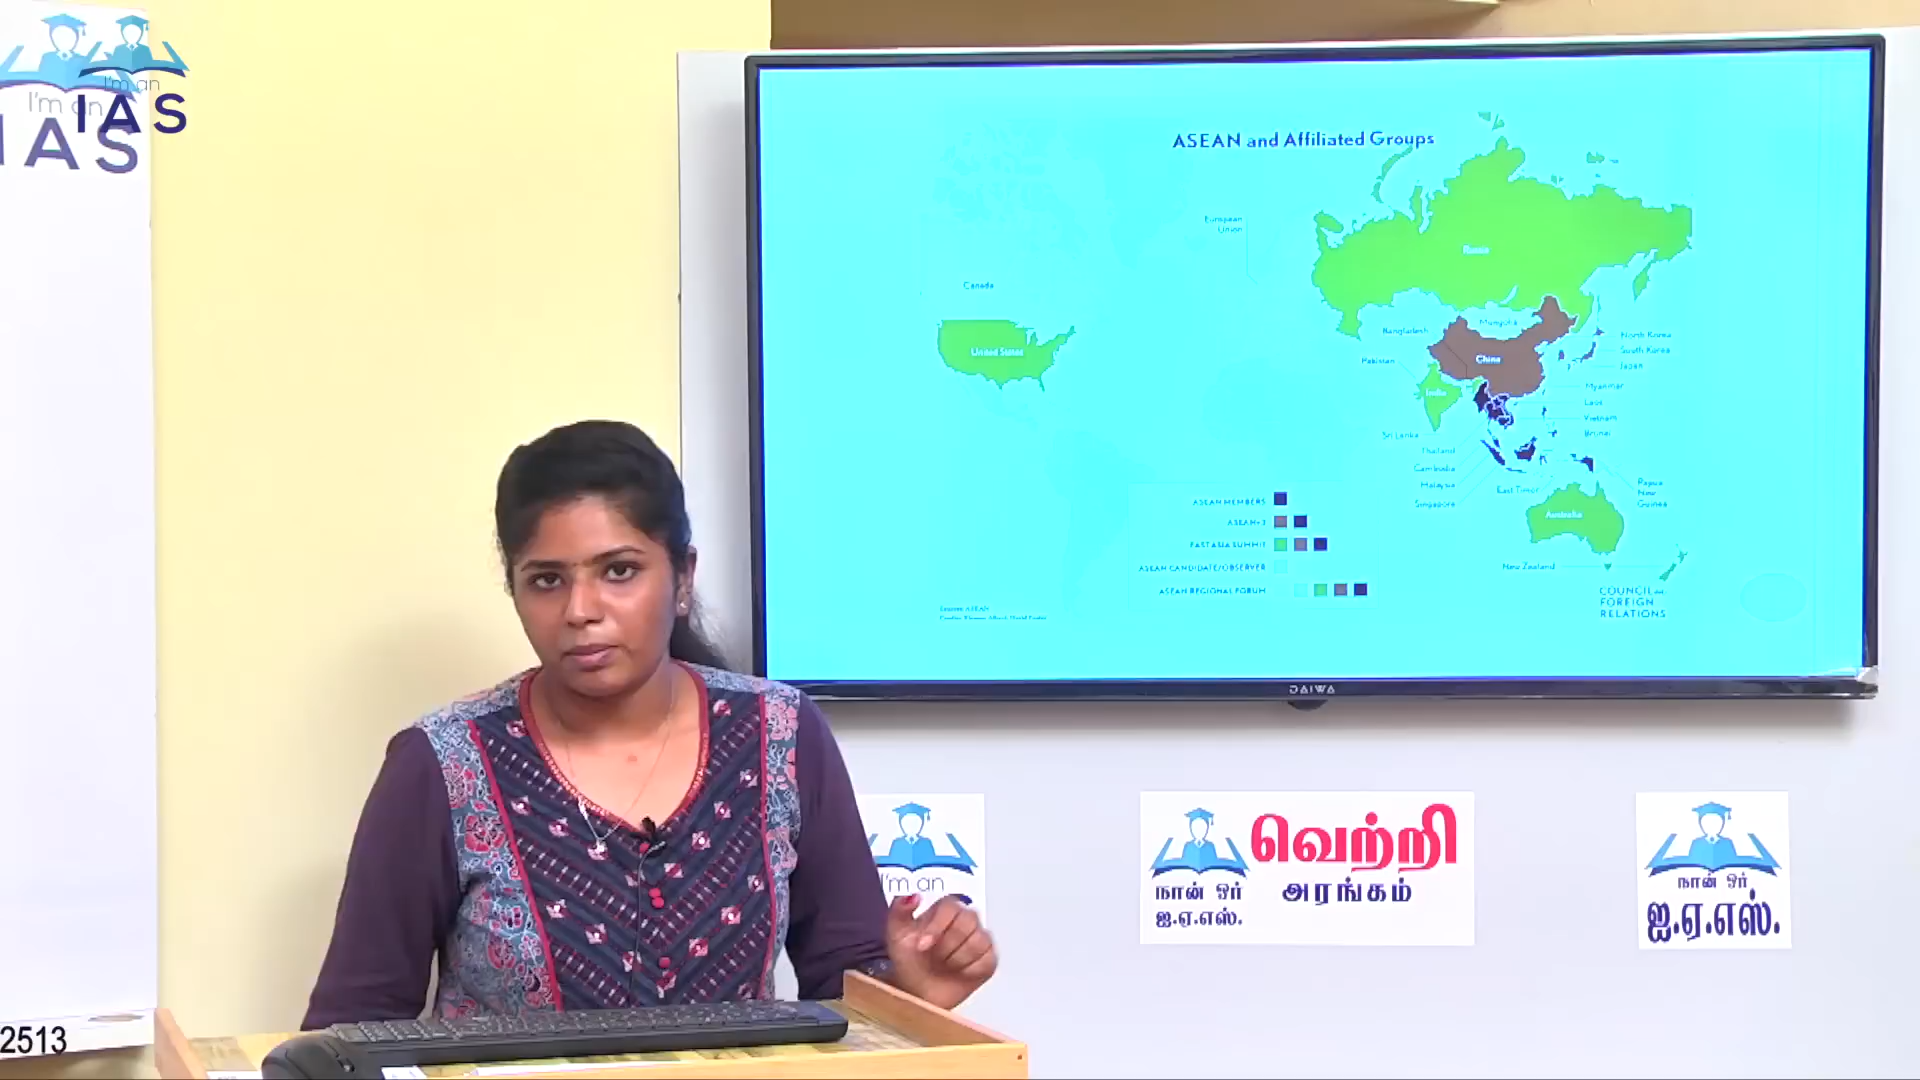 I'm an
IAS
I'm an
IAS
ASEAN and Affiliated Groups
European
Union
Canada
United States
Russia
Mongolia
Bangladesh
Pakistan
China
India
North Korea
South Korea
Japan
Myanmar
Laos
Vietnam
Brunei
Sri Lanka
Thailand
Cambodia
Malaysia
Singapore
East Timor
Papua
New
Guinea
Australia
New Zealand
ASEAN MEMBERS
ASEAN+3
EAST ASIA SUMMIT
ASEAN CANDIDATE/OBSERVER
ASEAN REGIONAL FORUM
COUNCIL on
FOREIGN
RELATIONS
DAIWA
I'm an
நான் ஓர்
ஐ.ஏ.எஸ்.
வெற்றி
அரங்கம்
நான் ஓர்
ஐ.ஏ.எஸ்.
2513